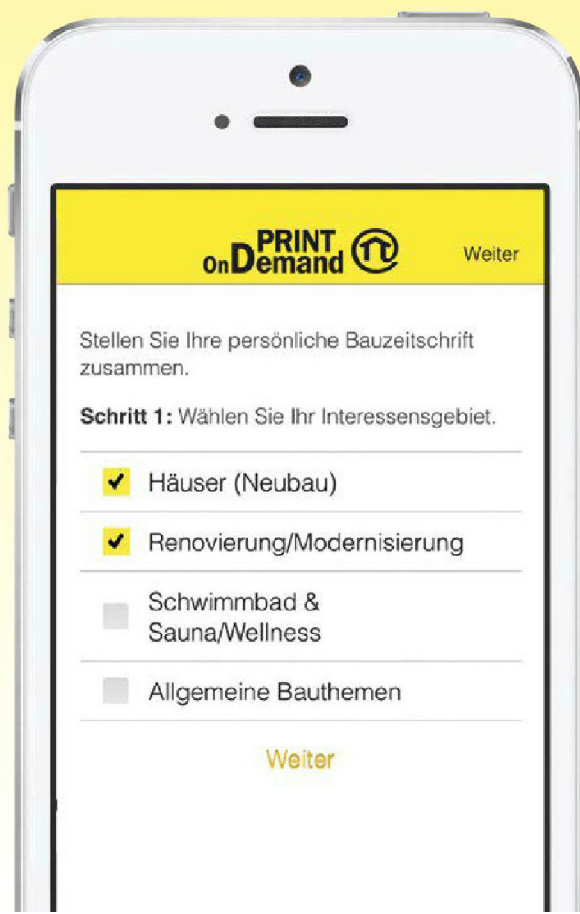 PRINT
onDemand
Weiter
Stellen Sie Ihre persönliche Bauzeitschrift
zusammen.
Schritt 1: Wählen Sie Ihr Interessensgebiet.
Häuser (Neubau)
Renovierung/Modernisierung
Schwimmbad &
Sauna/Wellness
Allgemeine Bauthemen
Weiter